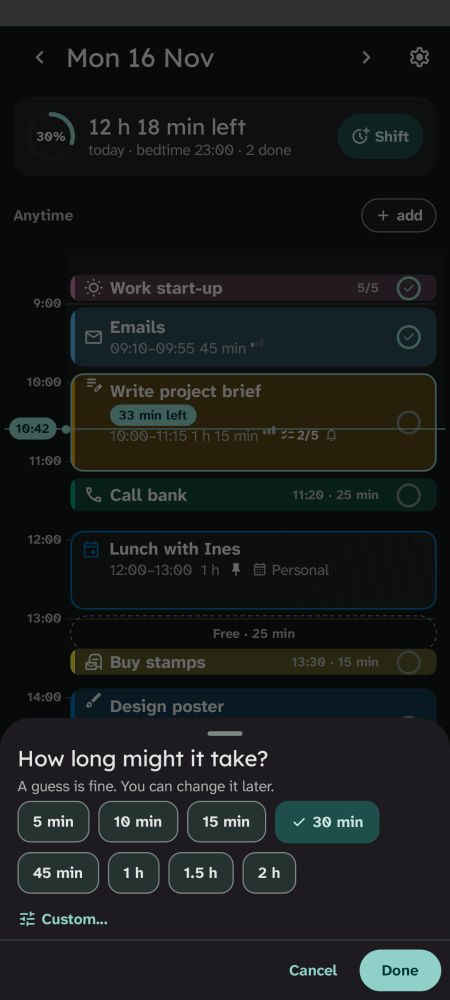 Mon 16 Nov
30%
12 h 18 min left
today · bedtime 23:00 · 2 done
Shift
Anytime
+ add
Work start-up
5/5
9:00
Emails
09:10–09:55 45 min
10:00
Write project brief
33 min left
10:42
10:00–11:15 1 h 15 min
2/5
11:00
Call bank
11:20 · 25 min
12:00
Lunch with Ines
12:00–13:00 1 h
Personal
13:00
Free · 25 min
Buy stamps
13:30 · 15 min
14:00
Design poster
How long might it take?
A guess is fine. You can change it later.
5 min
10 min
15 min
30 min
45 min
1 h
1.5 h
2 h
Custom...
Cancel
Done